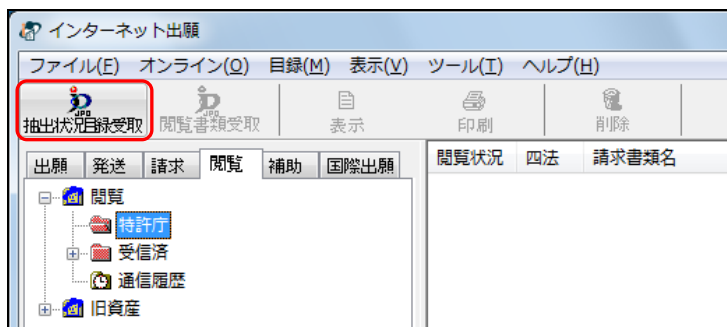 インターネット出願
ファイル(F) オンライン(O) 目録(M) 表示(V) ツール(T) ヘルプ(H)
抽出状況目録受取 閲覧書類受取 表示 印刷 削除
出願 発送 請求 閲覧 補助 国際出願 閲覧状況 四法 請求書類名
閲覧
特許庁
受信済
通信履歴
旧資産